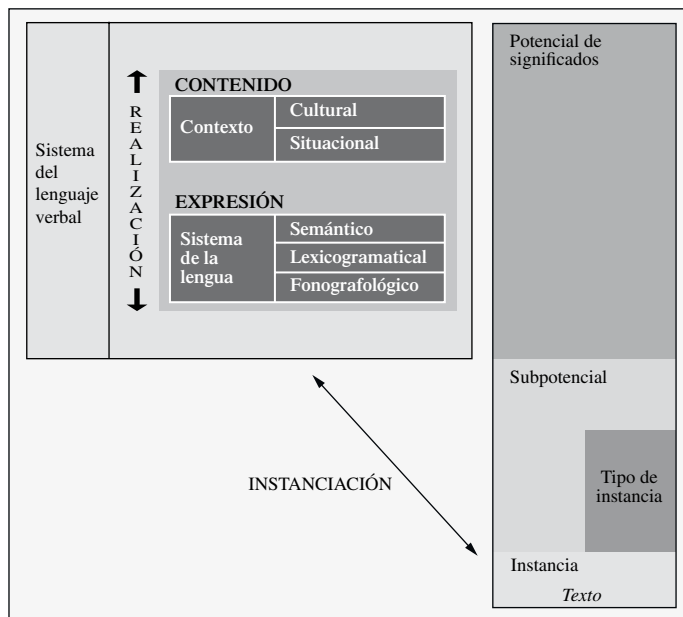 Sistema
del
lenguaje
verbal
REALIZACIÓN
CONTENIDO
Contexto
Cultural
Situacional
EXPRESIÓN
Sistema
de la
lengua
Semántico
Lexicogramatical
Fonografológico
INSTANCIACIÓN
Potencial de
significados
Subpotencial
Tipo de
instancia
Instancia
Texto